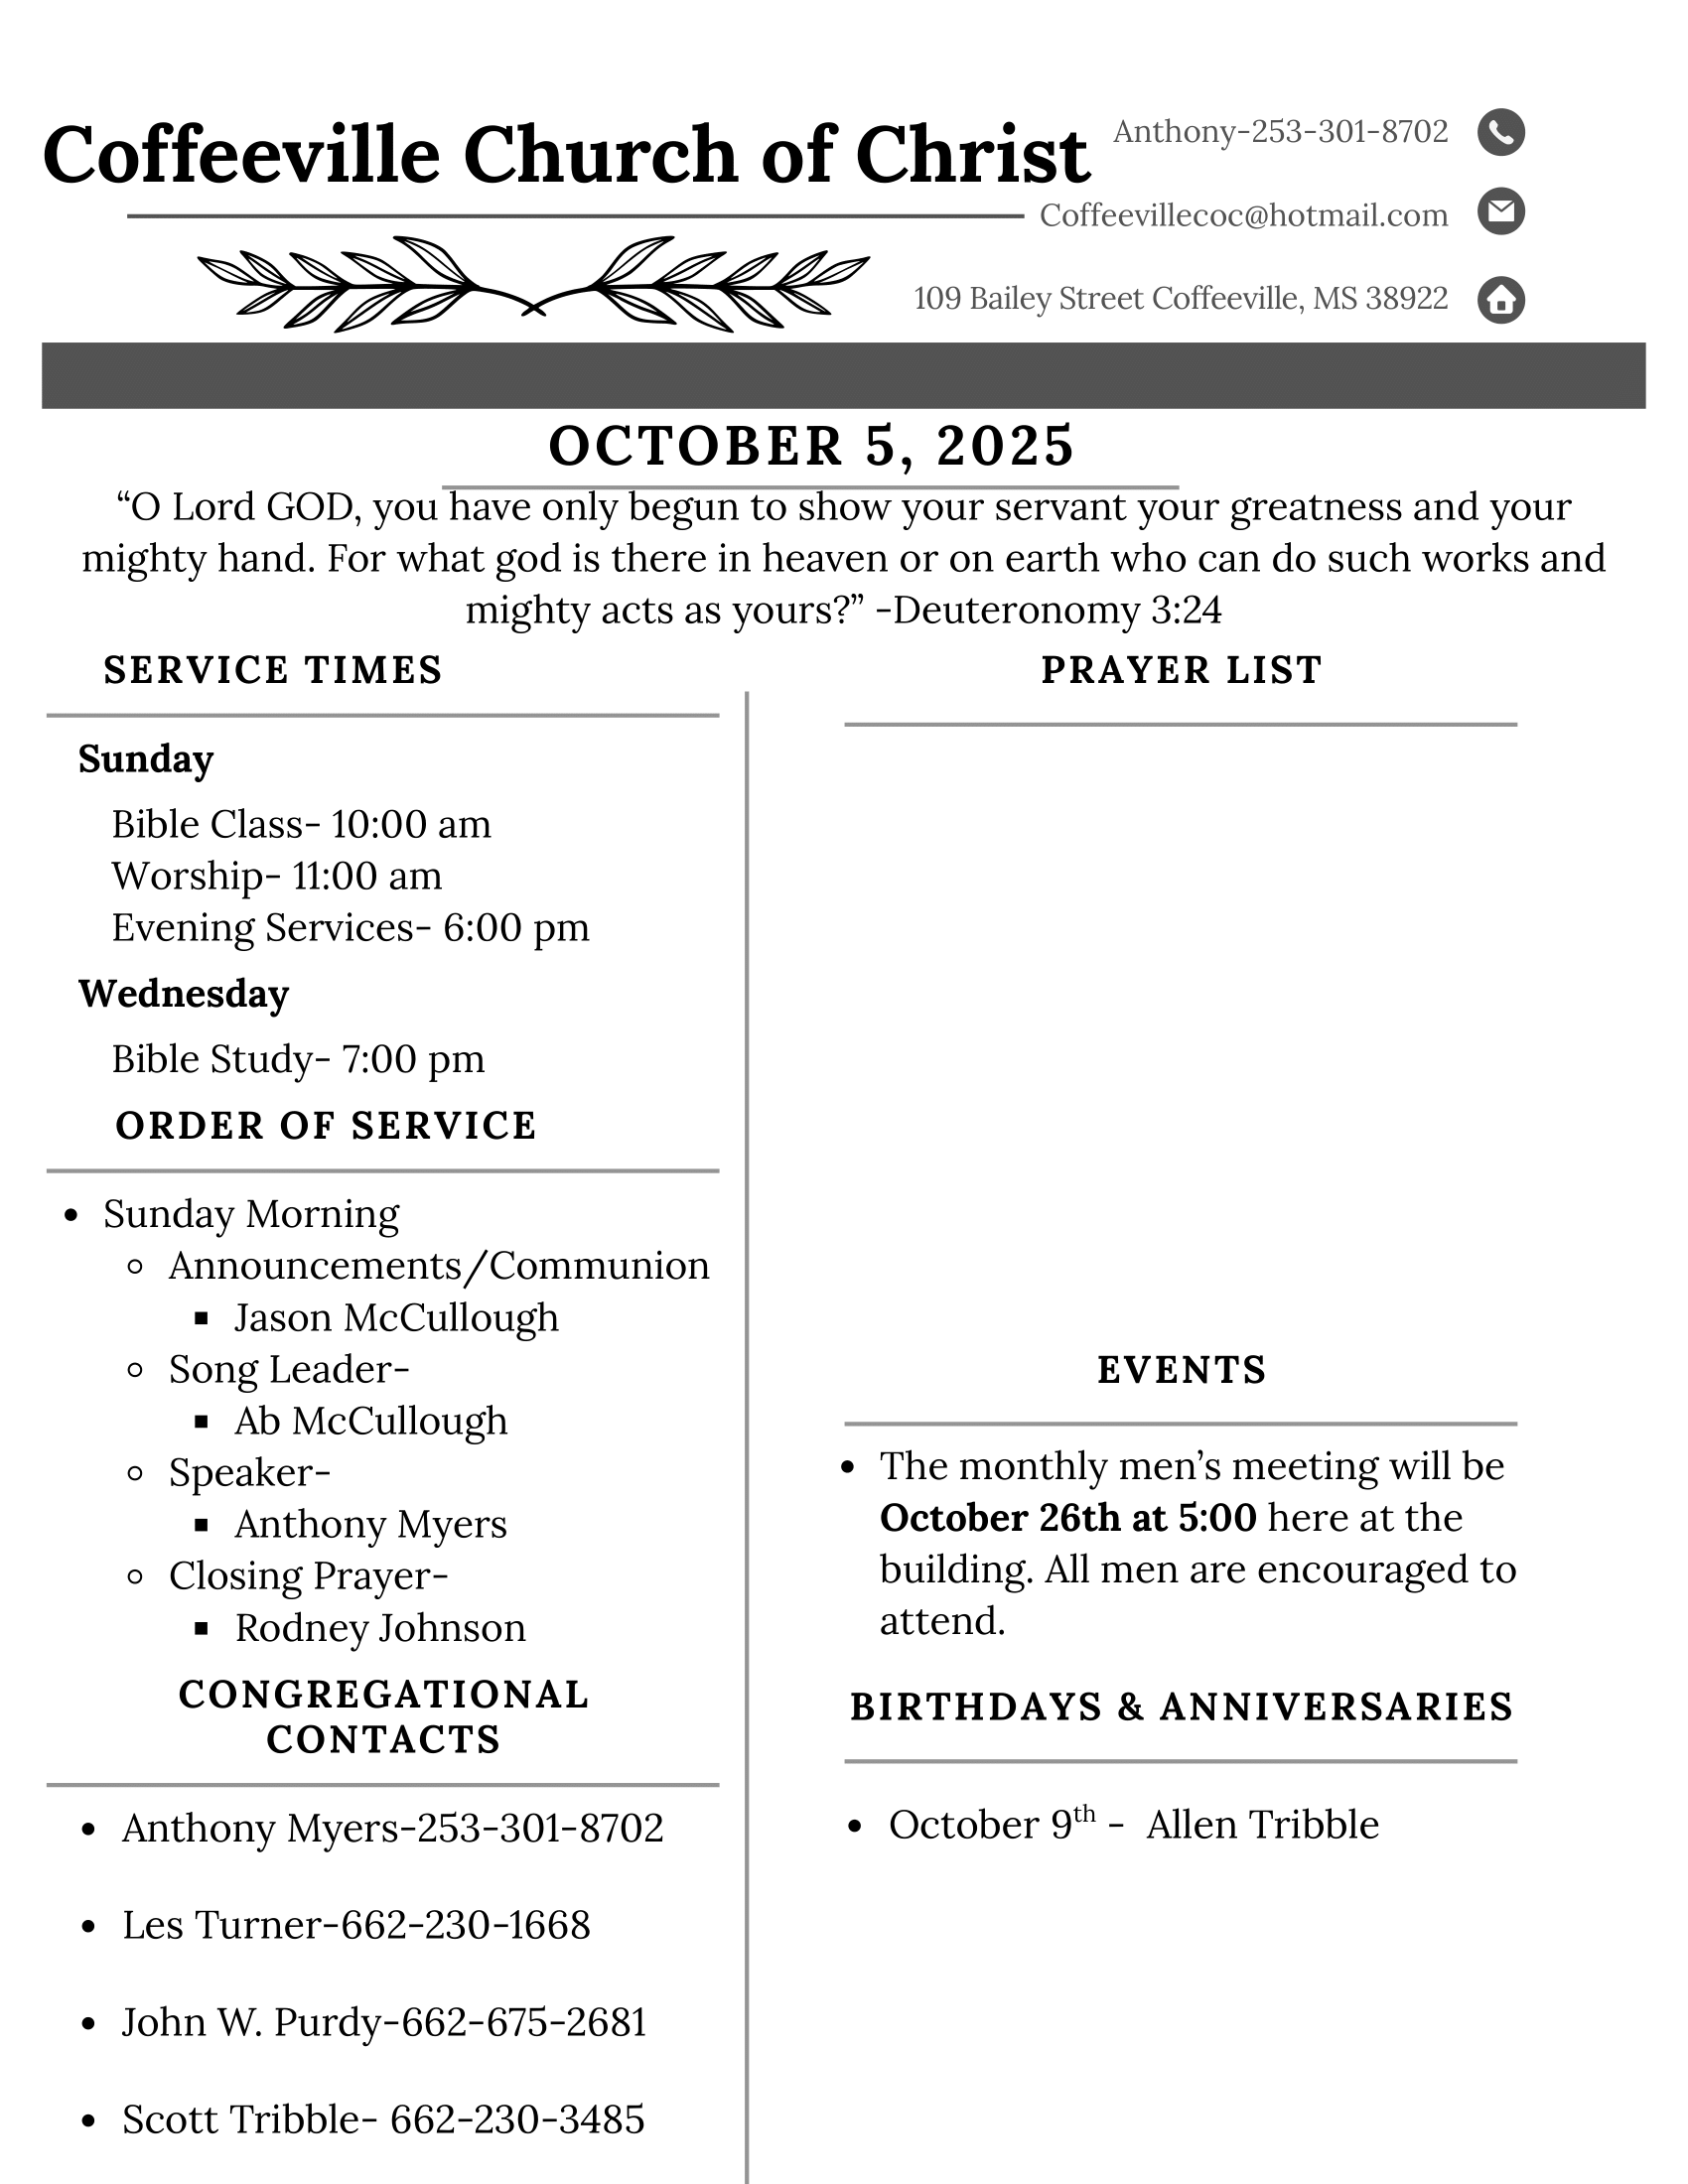 Coffeeville Church of Christ
Anthony-253-301-8702
Coffeevillecoc@hotmail.com
109 Bailey Street Coffeeville, MS 38922
OCTOBER 5, 2025
“O Lord GOD, you have only begun to show your servant your greatness and your
mighty hand. For what god is there in heaven or on earth who can do such works and
mighty acts as yours?” -Deuteronomy 3:24
SERVICE TIMES
Sunday
Bible Class- 10:00 am
Worship- 11:00 am
Evening Services- 6:00 pm
Wednesday
Bible Study- 7:00 pm
ORDER OF SERVICE
• Sunday Morning
◦ Announcements/Communion
▪ Jason McCullough
◦ Song Leader-
▪ Ab McCullough
◦ Speaker-
▪ Anthony Myers
◦ Closing Prayer-
▪ Rodney Johnson
CONGREGATIONAL
CONTACTS
• Anthony Myers-253-301-8702
• Les Turner-662-230-1668
• John W. Purdy-662-675-2681
• Scott Tribble- 662-230-3485
PRAYER LIST
EVENTS
• The monthly men’s meeting will be
October 26th at 5:00 here at the
building. All men are encouraged to
attend.
BIRTHDAYS & ANNIVERSARIES
• October 9th - Allen Tribble